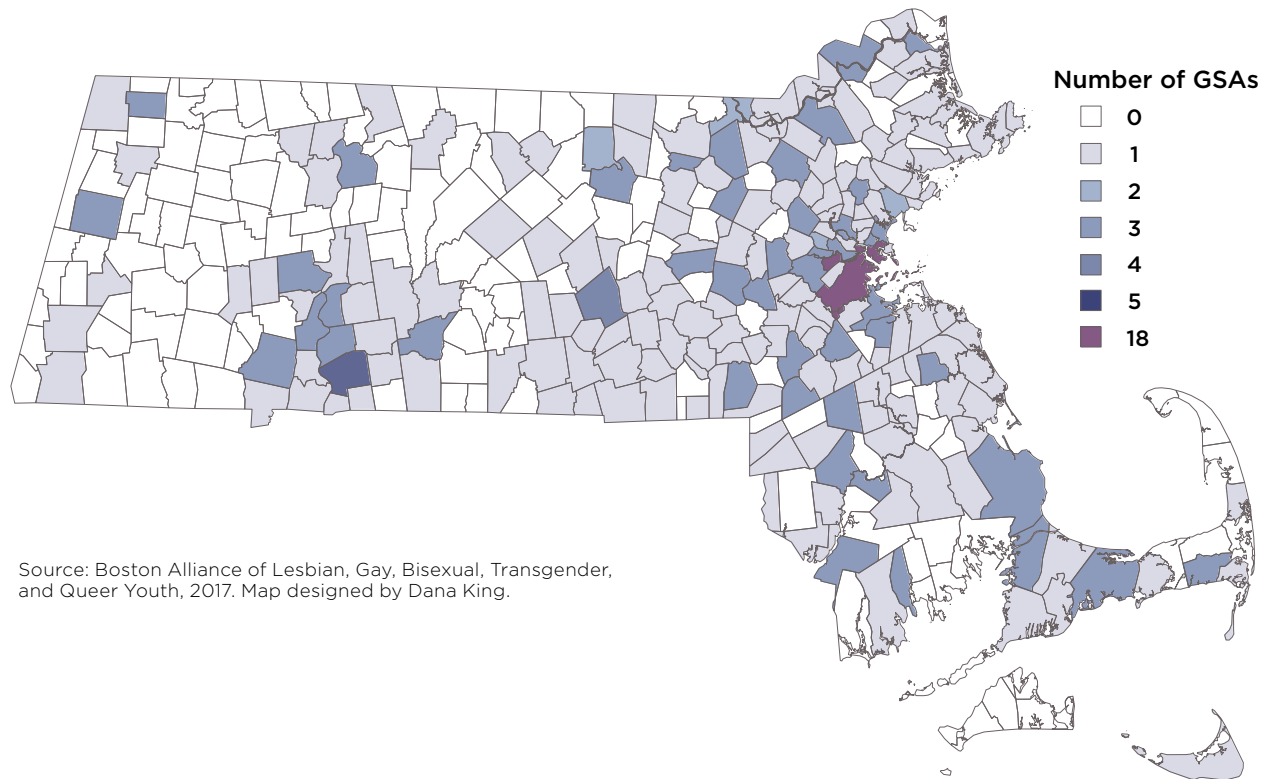 Number of GSAs
0
1
2
3
4
5
18
Source: Boston Alliance of Lesbian, Gay, Bisexual, Transgender,
and Queer Youth, 2017. Map designed by Dana King.